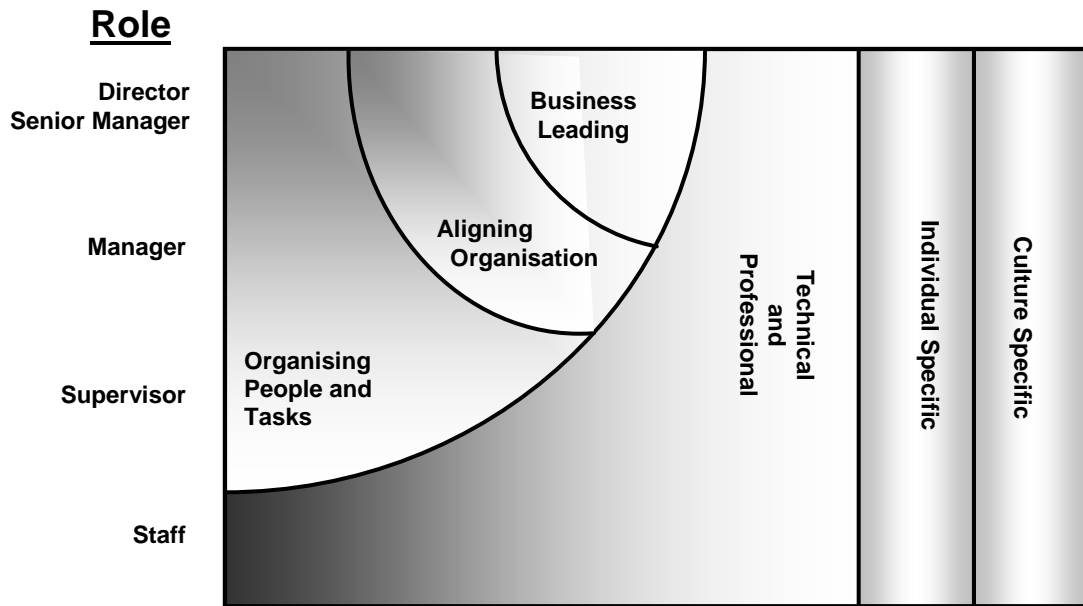 Role
Director
Senior Manager
Manager
Supervisor
Staff
Business
Leading
Aligning
Organisation
Organising
People and
Tasks
Technical
and
Professional
Individual Specific
Culture Specific